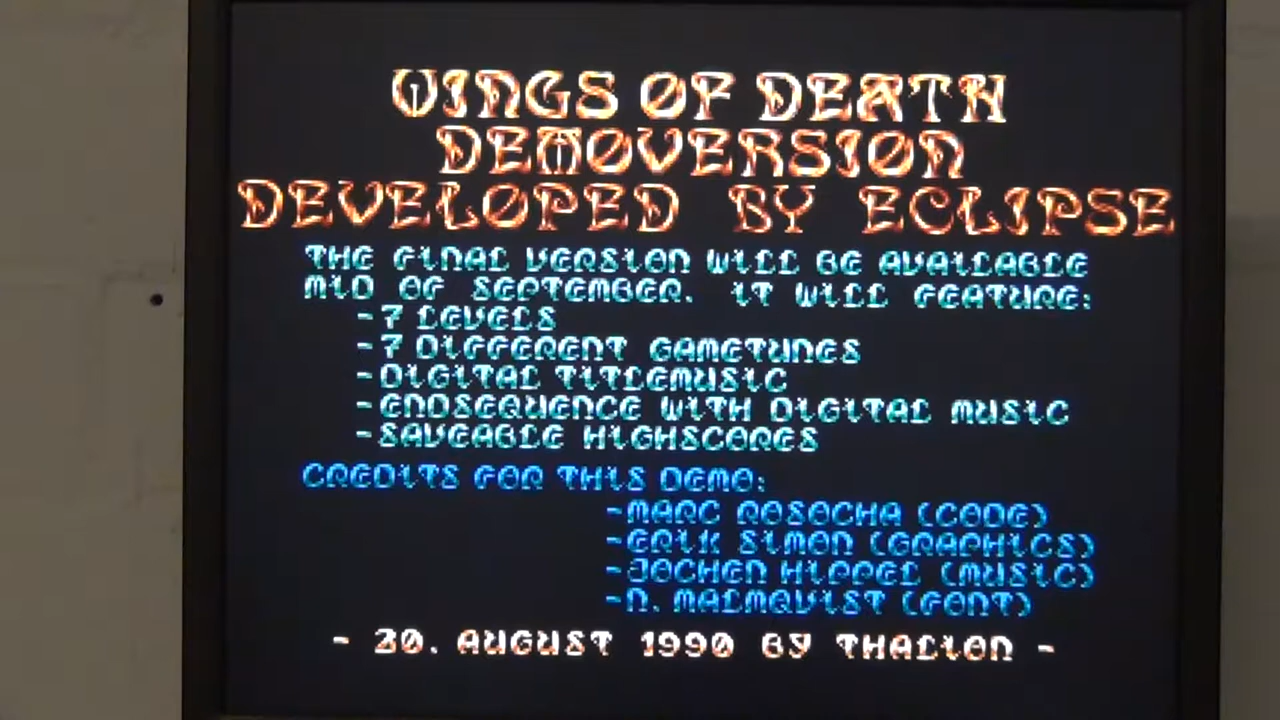 WINGS OF DEATH
DEMOVERSION
DEVELOPED BY ECLIPSE
THE FINAL VERSION WILL BE AVAILABLE
MID OF SEPTEMBER. IT WILL FEATURE:
-7 LEVELS
-7 DIFFERENT GAMETUNES
-DIGITAL TITLEMUSIC
-ENDSEQUENCE WITH DIGITAL MUSIC
-SAVEABLE HIGHSCORES
CREDITS FOR THIS DEMO:
-MARC ROSOCHA (CODE)
-ERIK SIMON (GRAPHICS)
-JOCHEN HIPPEL (MUSIC)
-N. MALMQVIST (FONT)
- 20. AUGUST 1990 BY THALION -